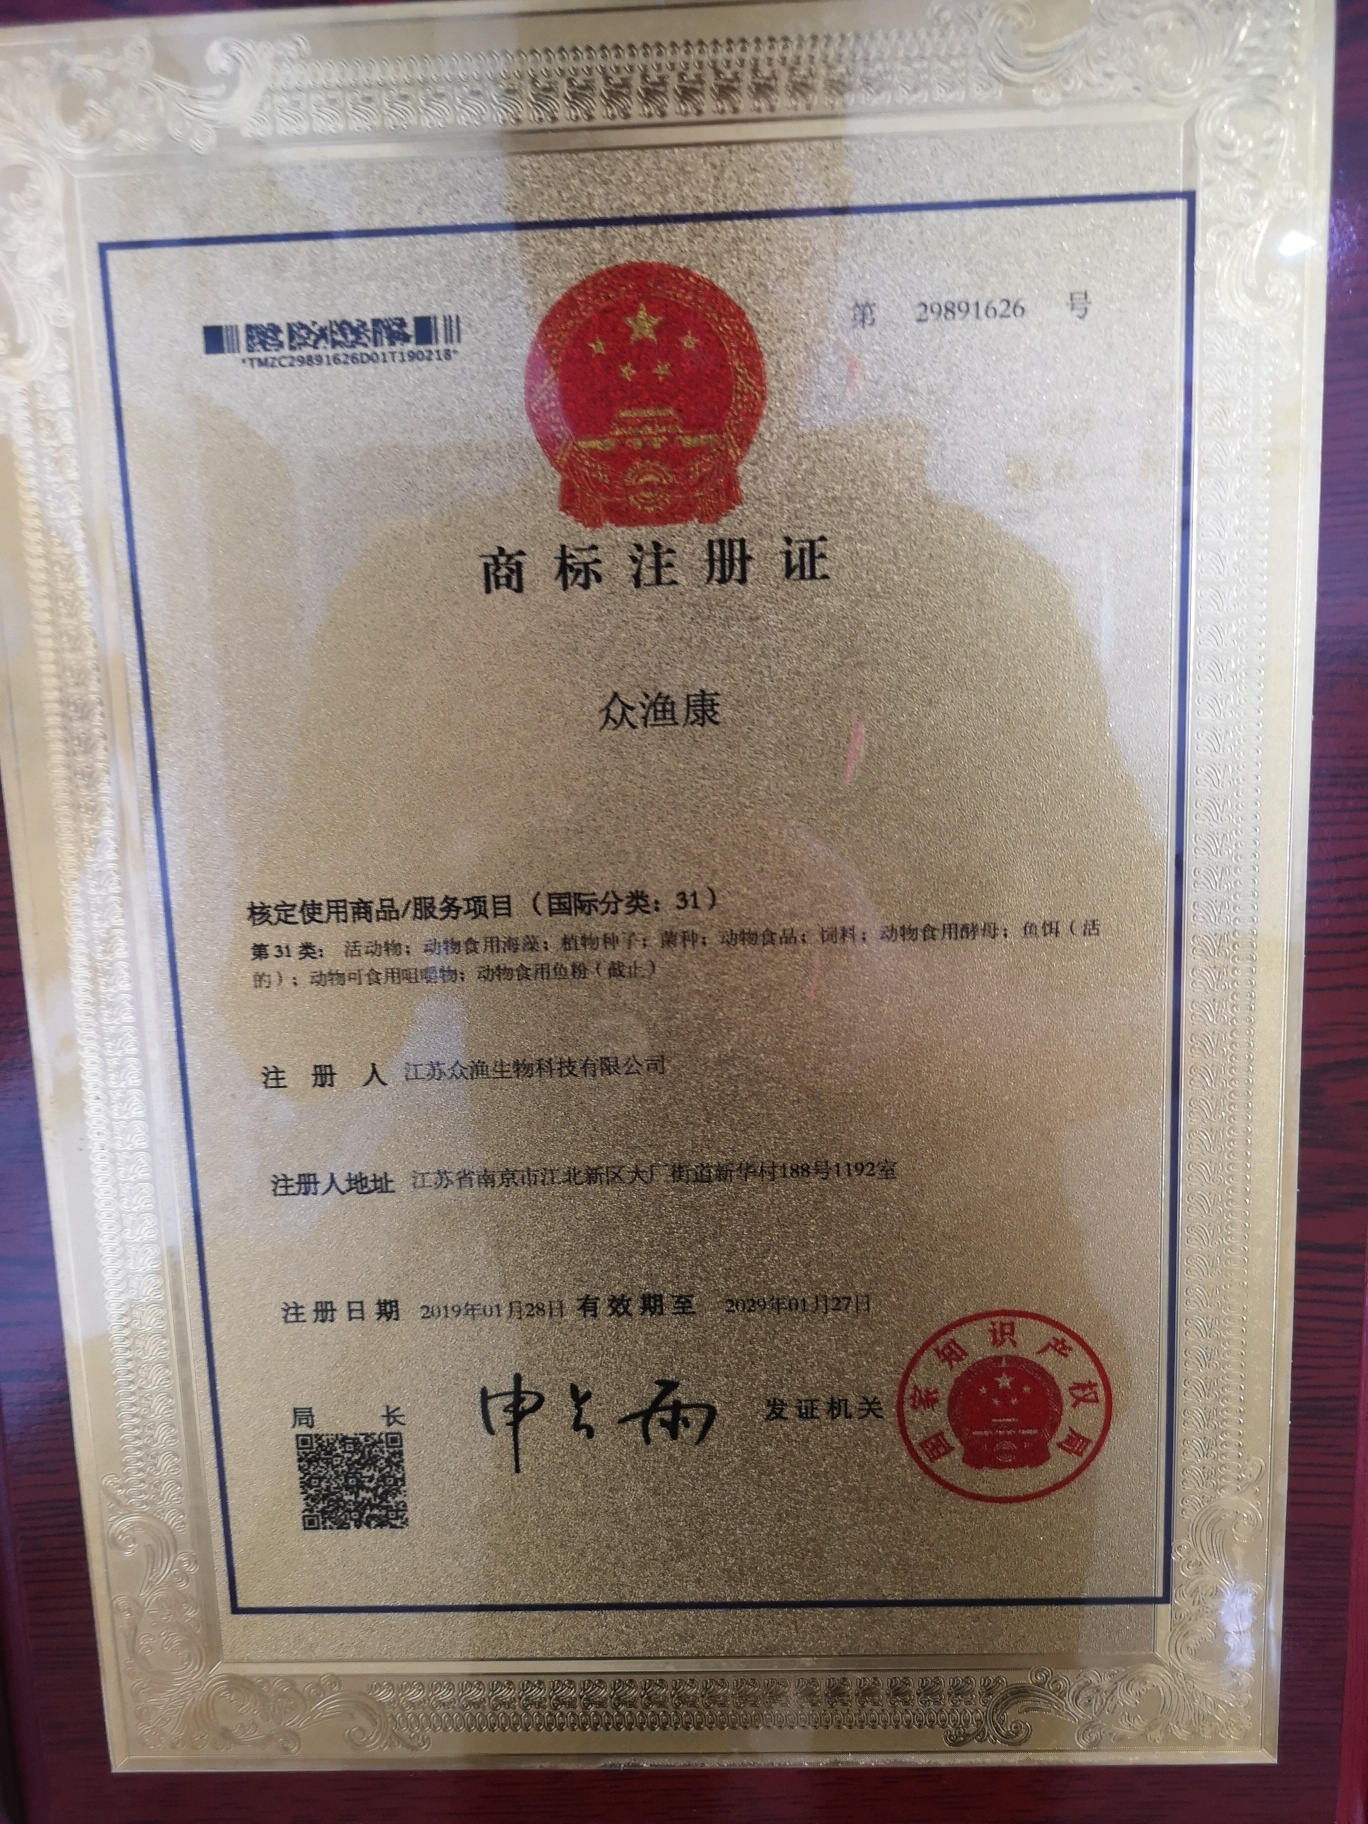 第 29891626 号
*TMZC29891626D01T190218*
商标注册证
众渔康
核定使用商品/服务项目（国际分类：31）
第31类： 活动物；动物食用海藻；植物种子；菌种；动物食品；饲料；动物食用酵母；鱼饵（活
的）；动物可食用咀嚼物；动物食用鱼粉（截止）
注册人 江苏众渔生物科技有限公司
注册人地址 江苏省南京市江北新区大厂街道新华村188号1192室
注册日期 2019年01月28日 有效期至 2029年01月27日
局长 申长雨 发证机关
国家知识产权局